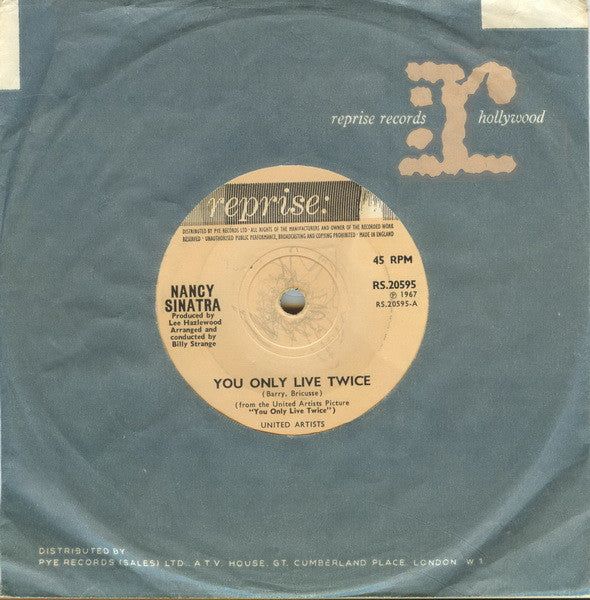 reprise records hollywood
r
reprise:
DISTRIBUTED BY PYE RECORDS LTD · ALL RIGHTS OF THE MANUFACTURERS AND OWNER OF THE RECORDED WORK
RESERVED · UNAUTHORISED PUBLIC PERFORMANCE, BROADCASTING AND COPYING PROHIBITED · MADE IN ENGLAND
45 RPM
RS.20595
℗ 1967
RS.20595-A
NANCY
SINATRA
Produced by
Lee Hazlewood
Arranged and
conducted by
Billy Strange
YOU ONLY LIVE TWICE
(Barry, Bricusse)
(from the United Artists Picture
"You Only Live Twice")
UNITED ARTISTS
DISTRIBUTED BY
PYE RECORDS (SALES) LTD., A.T.V. HOUSE, GT. CUMBERLAND PLACE, LONDON W.1